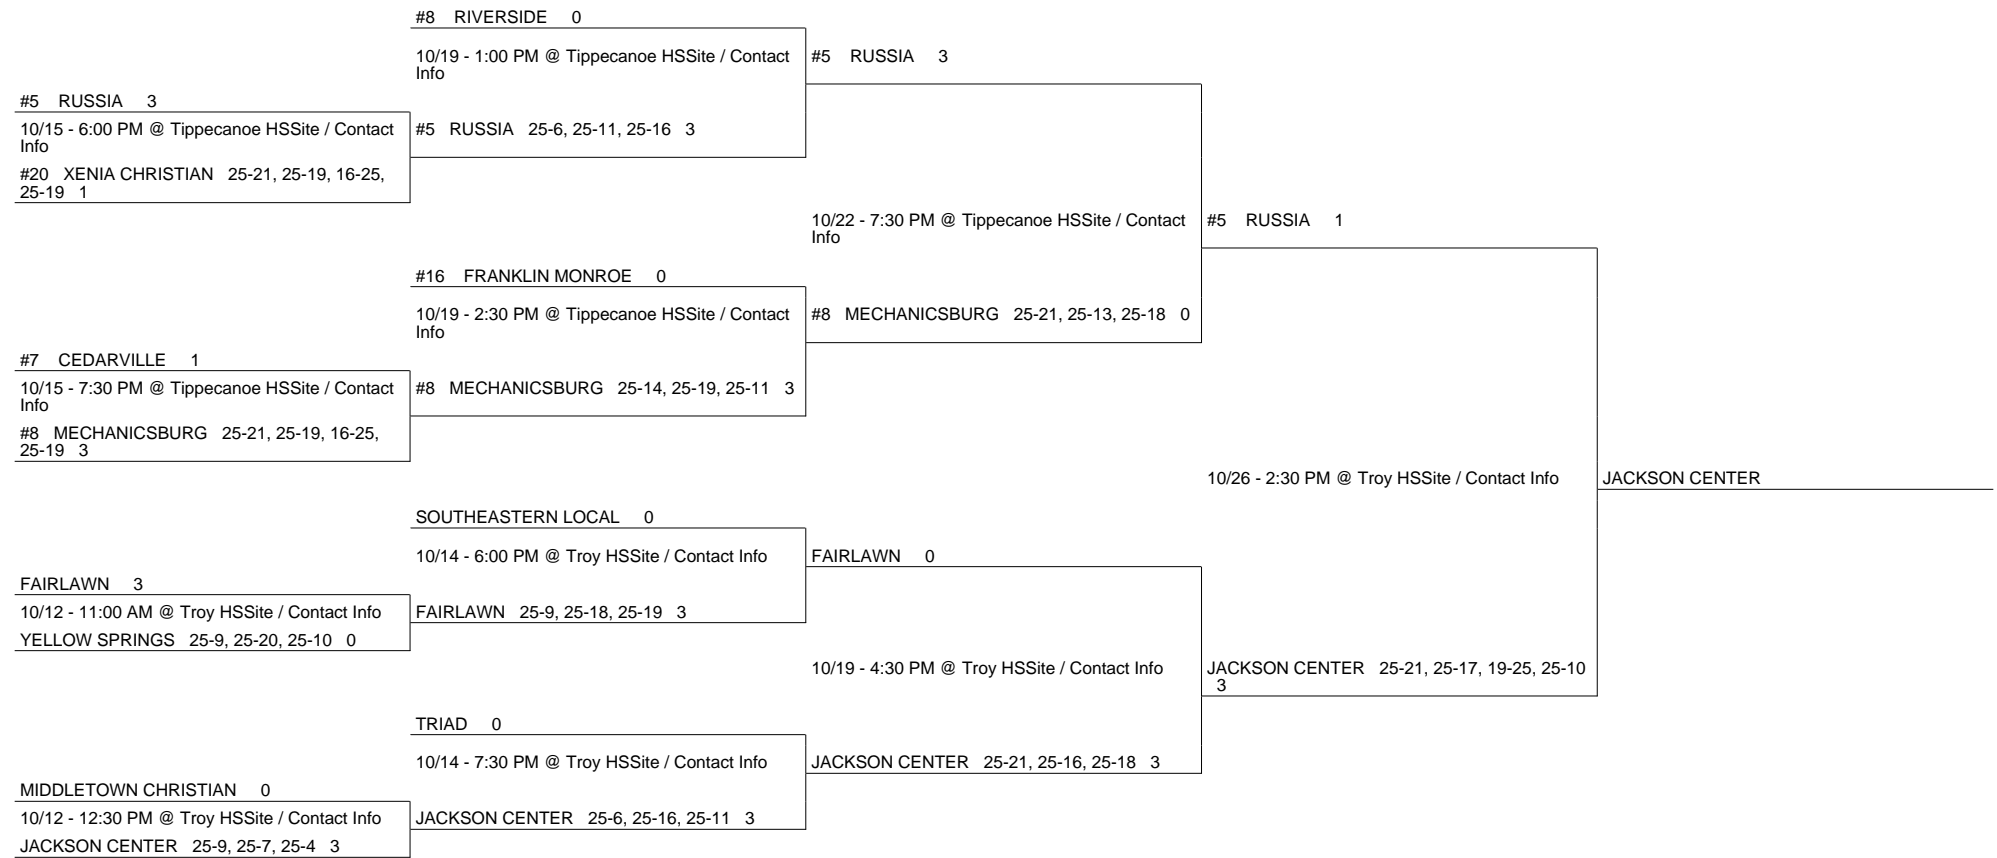 #8 RIVERSIDE 0
10/19 - 1:00 PM @ Tippecanoe HSSite / Contact
Info
#5 RUSSIA 3
#5 RUSSIA 3
10/15 - 6:00 PM @ Tippecanoe HSSite / Contact
Info
#5 RUSSIA 25-6, 25-11, 25-16 3
#20 XENIA CHRISTIAN 25-21, 25-19, 16-25,
25-19 1
10/22 - 7:30 PM @ Tippecanoe HSSite / Contact
Info
#5 RUSSIA 1
#16 FRANKLIN MONROE 0
10/19 - 2:30 PM @ Tippecanoe HSSite / Contact
Info
#8 MECHANICSBURG 25-21, 25-13, 25-18 0
#7 CEDARVILLE 1
10/15 - 7:30 PM @ Tippecanoe HSSite / Contact
Info
#8 MECHANICSBURG 25-14, 25-19, 25-11 3
#8 MECHANICSBURG 25-21, 25-19, 16-25,
25-19 3
10/26 - 2:30 PM @ Troy HSSite / Contact Info
JACKSON CENTER
SOUTHEASTERN LOCAL 0
10/14 - 6:00 PM @ Troy HSSite / Contact Info
FAIRLAWN 0
FAIRLAWN 3
10/12 - 11:00 AM @ Troy HSSite / Contact Info
FAIRLAWN 25-9, 25-18, 25-19 3
YELLOW SPRINGS 25-9, 25-20, 25-10 0
10/19 - 4:30 PM @ Troy HSSite / Contact Info
JACKSON CENTER 25-21, 25-17, 19-25, 25-10
3
TRIAD 0
10/14 - 7:30 PM @ Troy HSSite / Contact Info
JACKSON CENTER 25-21, 25-16, 25-18 3
MIDDLETOWN CHRISTIAN 0
10/12 - 12:30 PM @ Troy HSSite / Contact Info
JACKSON CENTER 25-6, 25-16, 25-11 3
JACKSON CENTER 25-9, 25-7, 25-4 3